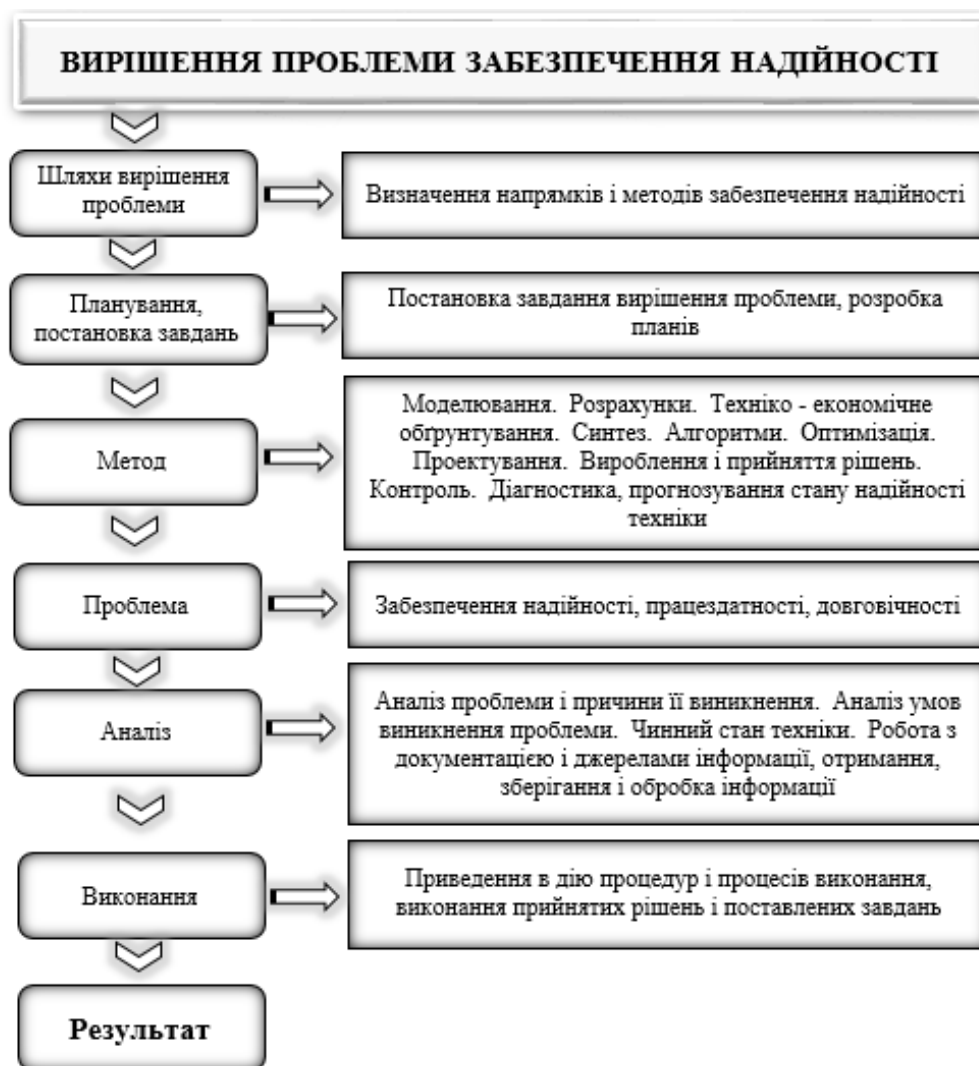 ВИРІШЕННЯ ПРОБЛЕМИ ЗАБЕЗПЕЧЕННЯ НАДІЙНОСТІ
Шляхи вирішення
проблеми
Визначення напрямків і методів забезпечення надійності
Планування,
постановка завдань
Постановка завдання вирішення проблеми, розробка
планів
Метод
Моделювання. Розрахунки. Техніко - економічне
обґрунтування. Синтез. Алгоритми. Оптимізація.
Проектування. Вироблення і прийняття рішень.
Контроль. Діагностика, прогнозування стану надійності
техніки
Проблема
Забезпечення надійності, працездатності, довговічності
Аналіз
Аналіз проблеми і причини її виникнення. Аналіз умов
виникнення проблеми. Чинний стан техніки. Робота з
документацією і джерелами інформації, отримання,
зберігання і обробка інформації
Виконання
Приведення в дію процедур і процесів виконання,
виконання прийнятих рішень і поставлених завдань
Результат